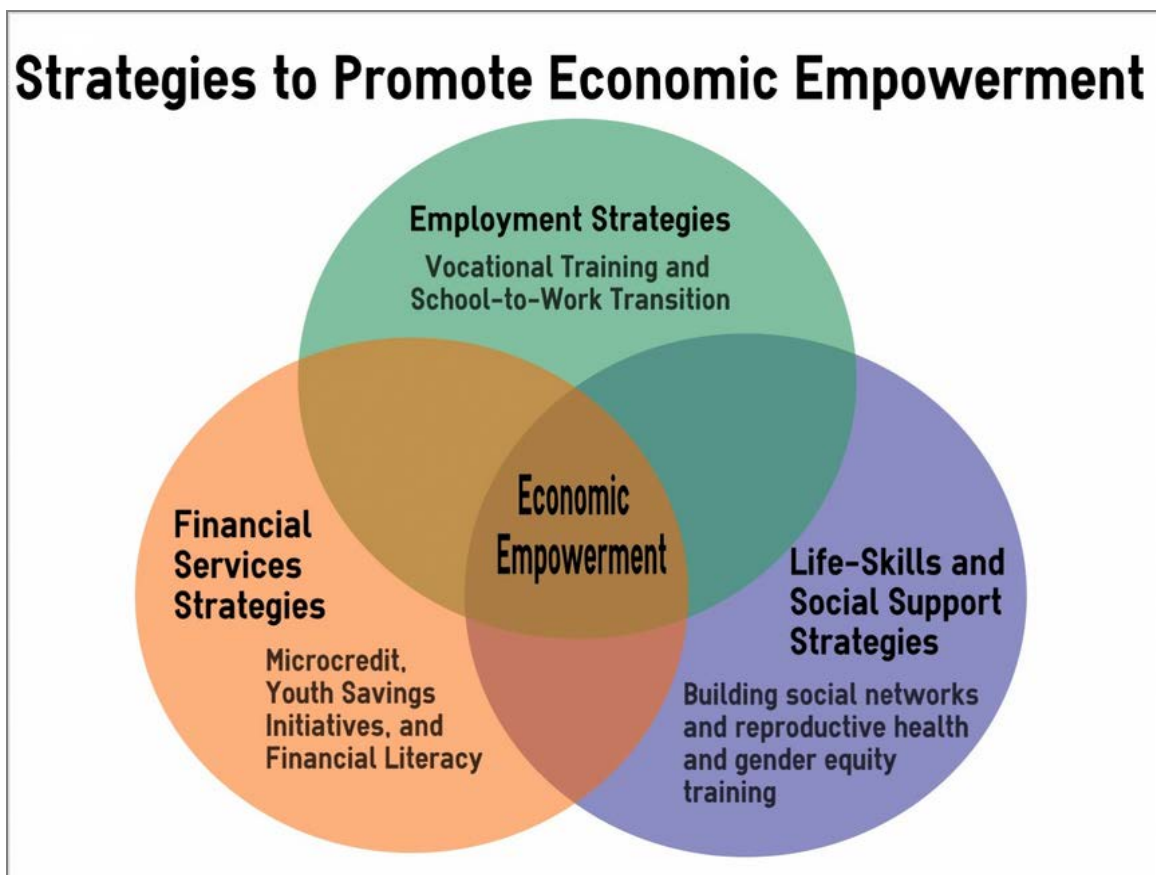 Strategies to Promote Economic Empowerment
Employment Strategies
Vocational Training and
School-to-Work Transition
Economic
Empowerment
Financial
Services
Strategies
Microcredit,
Youth Savings
Initiatives, and
Financial Literacy
Life-Skills and
Social Support
Strategies
Building social networks
and reproductive health
and gender equity
training